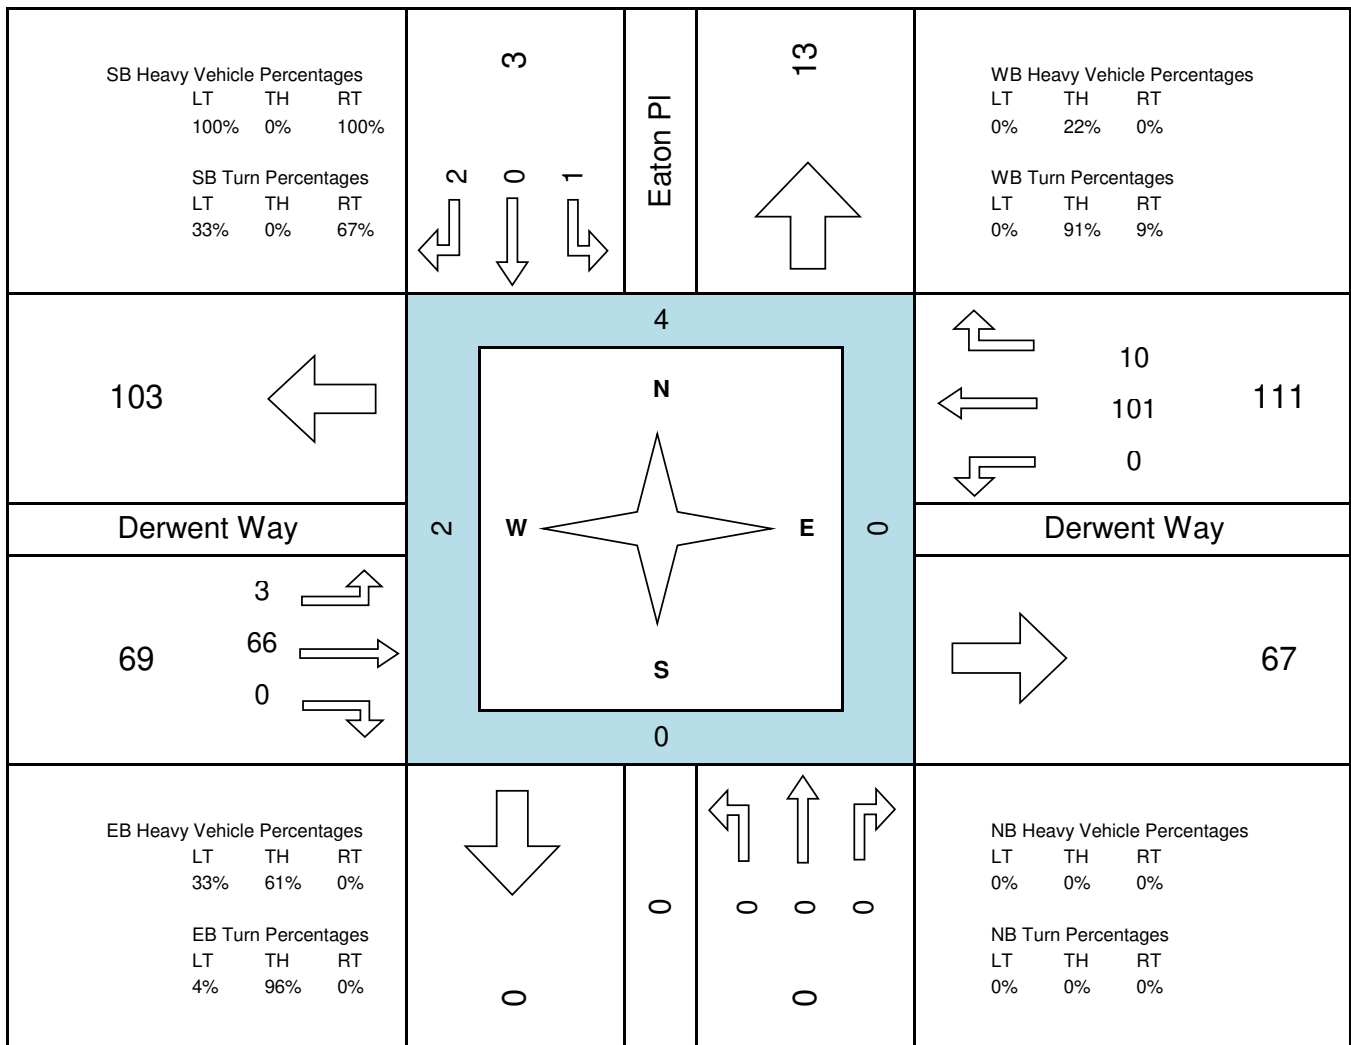 SB Heavy Vehicle Percentages
LT TH RT
100% 0% 100%
SB Turn Percentages
LT TH RT
33% 0% 67%
3
2 0 1
Eaton Pl
13
WB Heavy Vehicle Percentages
LT TH RT
0% 22% 0%
WB Turn Percentages
LT TH RT
0% 91% 9%
103
4
10
101
0
111
Derwent Way
2
N
W E
S
0
0
Derwent Way
69
3
66
0
67
EB Heavy Vehicle Percentages
LT TH RT
33% 61% 0%
EB Turn Percentages
LT TH RT
4% 96% 0%
0
0
0 0 0
0
NB Heavy Vehicle Percentages
LT TH RT
0% 0% 0%
NB Turn Percentages
LT TH RT
0% 0% 0%